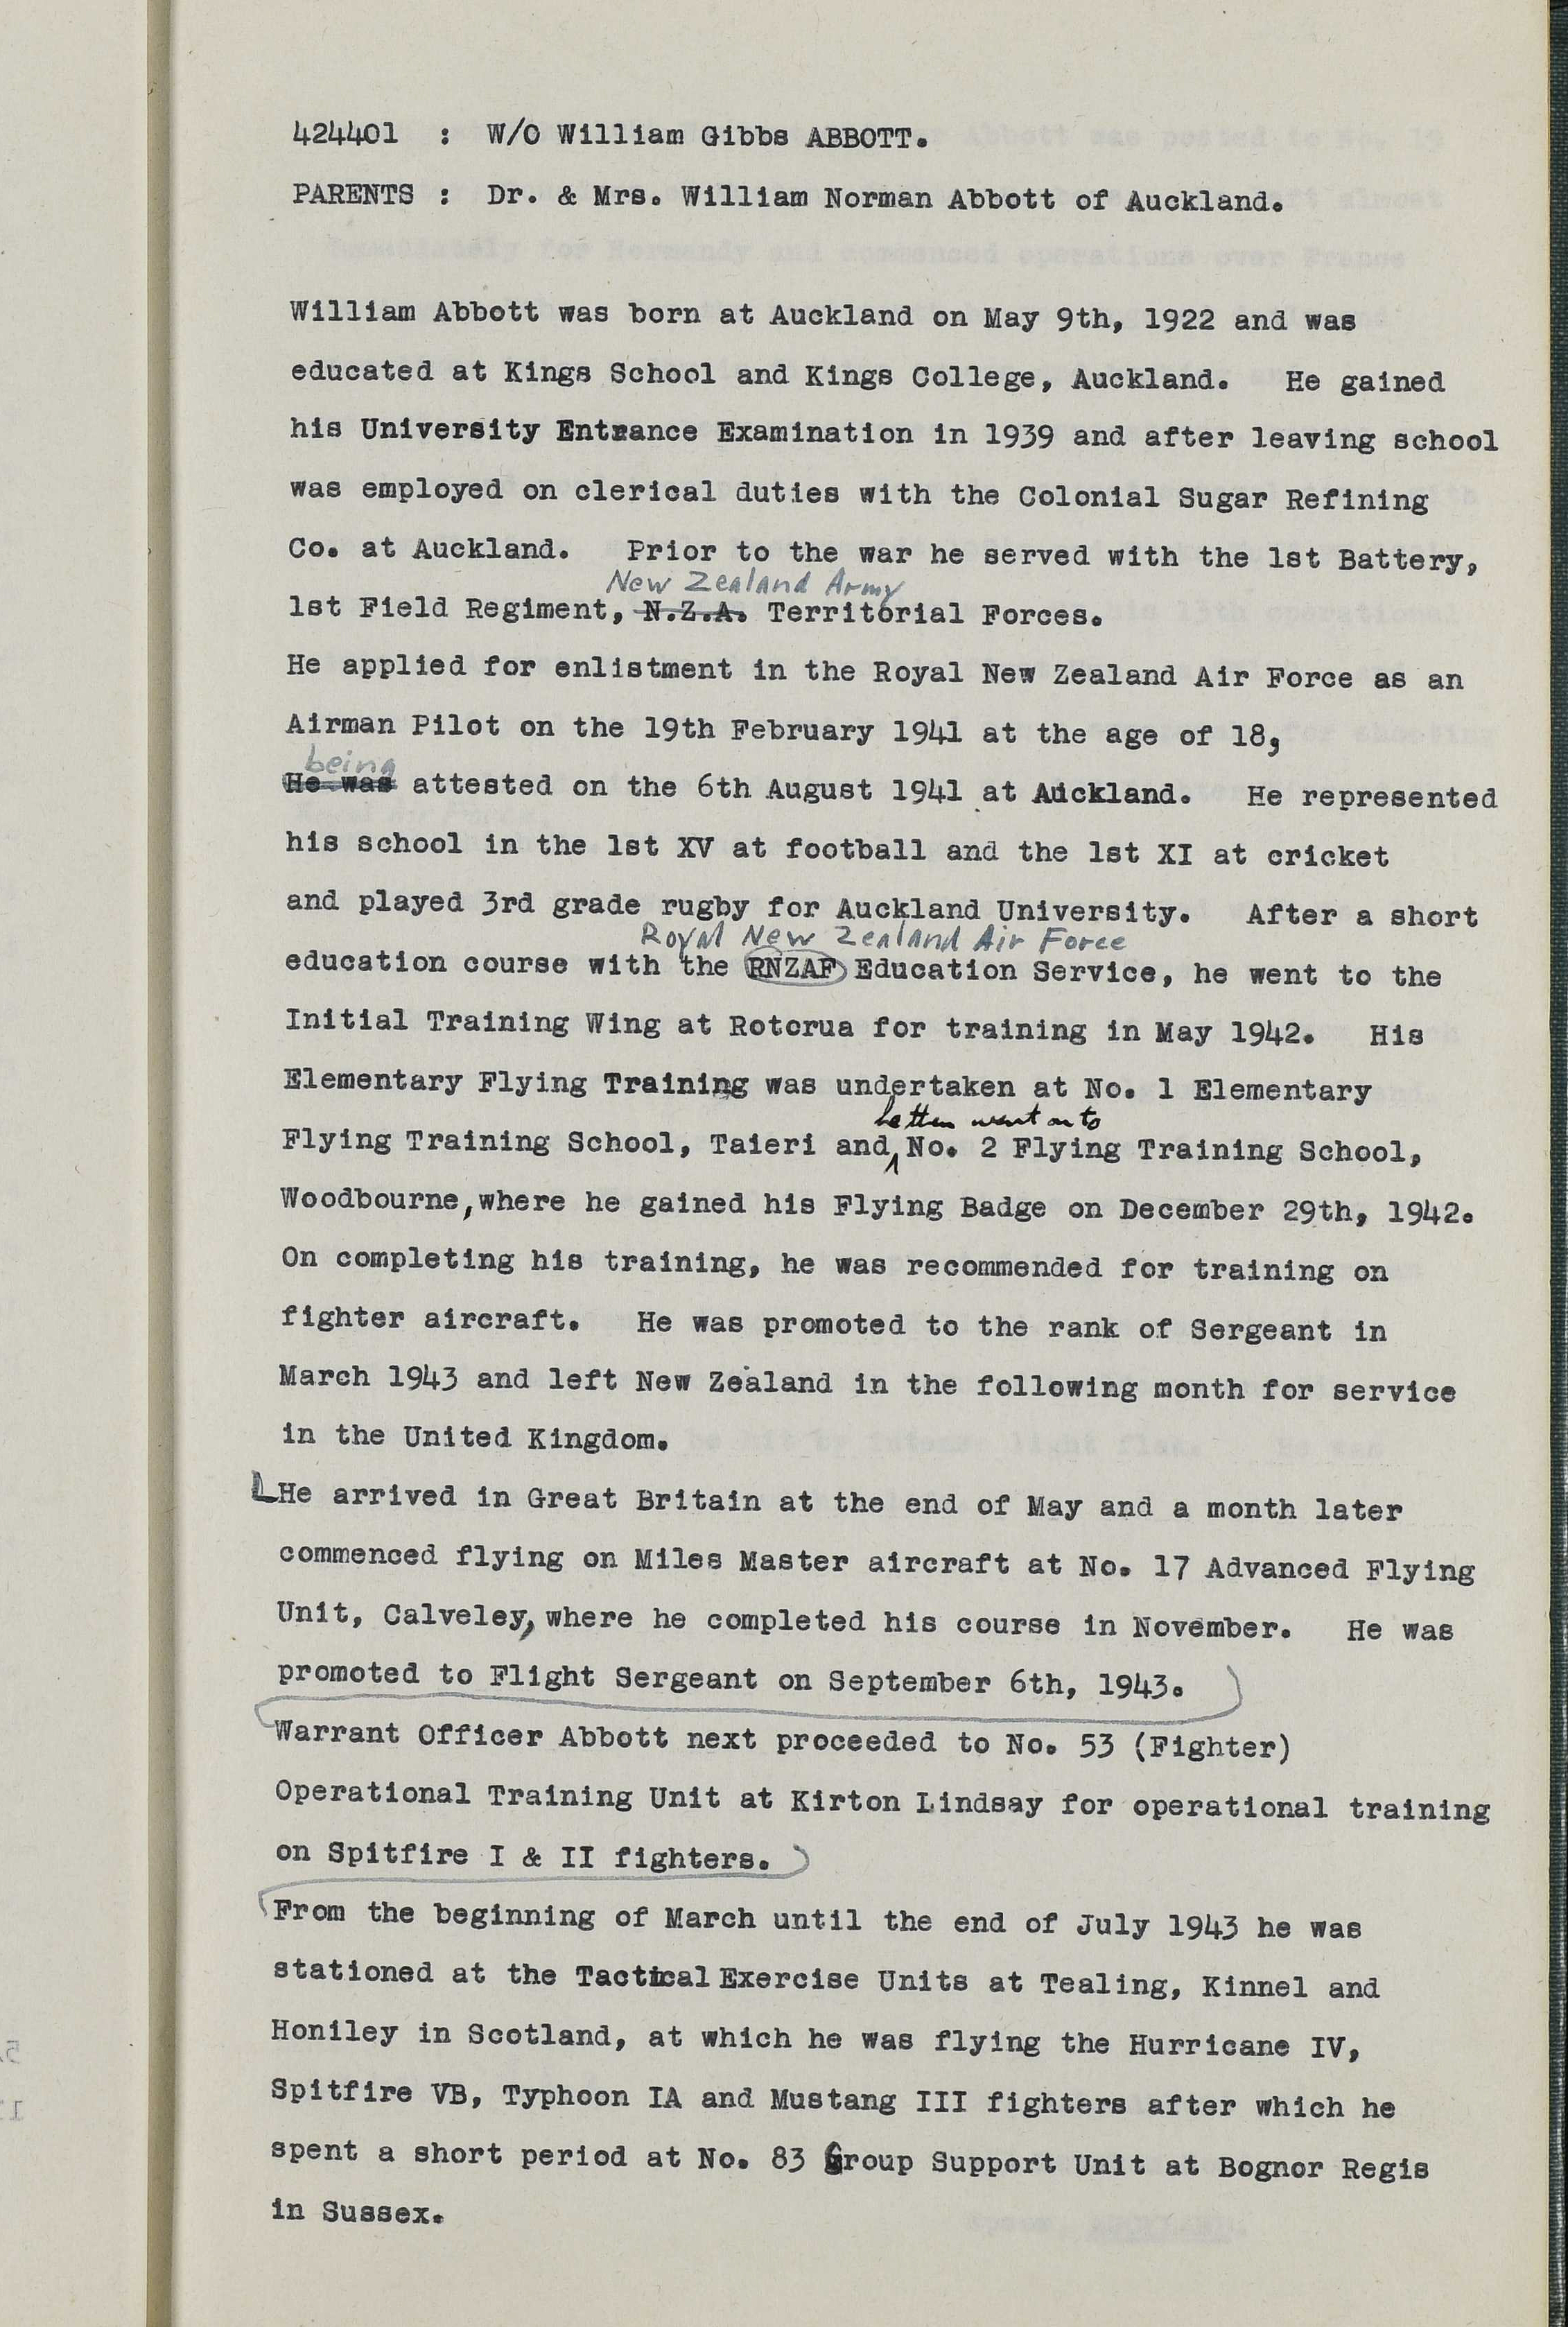 424401 : W/O William Gibbs ABBOTT.
PARENTS : Dr. & Mrs. William Norman Abbott of Auckland.
William Abbott was born at Auckland on May 9th, 1922 and was
educated at Kings School and Kings College, Auckland. He gained
his University Entrance Examination in 1939 and after leaving school
was employed on clerical duties with the Colonial Sugar Refining
Co. at Auckland. Prior to the war he served with the 1st Battery,
New Zealand Army
1st Field Regiment, N.Z.A. Territorial Forces.
He applied for enlistment in the Royal New Zealand Air Force as an
Airman Pilot on the 19th February 1941 at the age of 18,
being
He was attested on the 6th August 1941 at Auckland. He represented
his school in the 1st XV at football and the 1st XI at cricket
and played 3rd grade rugby for Auckland University. After a short
Royal New Zealand Air Force
education course with the RNZAF Education Service, he went to the
Initial Training Wing at Rotorua for training in May 1942. His
Elementary Flying Training was undertaken at No. 1 Elementary
he then went on to
Flying Training School, Taieri and No. 2 Flying Training School,
Woodbourne, where he gained his Flying Badge on December 29th, 1942.
On completing his training, he was recommended for training on
fighter aircraft. He was promoted to the rank of Sergeant in
March 1943 and left New Zealand in the following month for service
in the United Kingdom.
He arrived in Great Britain at the end of May and a month later
commenced flying on Miles Master aircraft at No. 17 Advanced Flying
Unit, Calveley, where he completed his course in November. He was
promoted to Flight Sergeant on September 6th, 1943.
Warrant Officer Abbott next proceeded to No. 53 (Fighter)
Operational Training Unit at Kirton Lindsay for operational training
on Spitfire I & II fighters.
From the beginning of March until the end of July 1943 he was
stationed at the Tactical Exercise Units at Tealing, Kinnel and
Honiley in Scotland, at which he was flying the Hurricane IV,
Spitfire VB, Typhoon IA and Mustang III fighters after which he
spent a short period at No. 83 Group Support Unit at Bognor Regis
in Sussex.